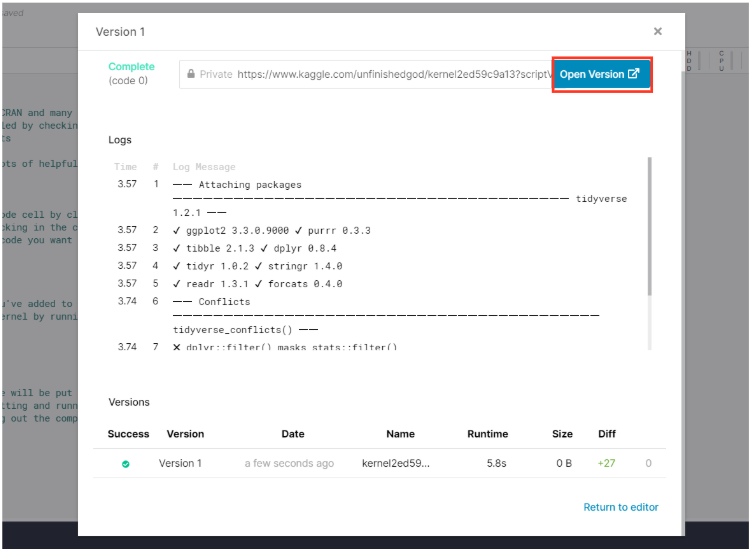 aved
Version 1
×
Complete
(code 0)
Private https://www.kaggle.com/unfinishedgod/kernel2ed59c9a13?scriptV
Open Version
HDD
CPU
CRAN and many
led by checkin
ts
ots of helpful
ode cell by cl
cking in the c
code you want
u've added to
ernel by runni
e will be put
iting and runn
g out the comp
Logs
Time # Log Message
3.57 1 —— Attaching packages
——————————————————————————————————————— tidyverse
1.2.1 ——
3.57 2 ✓ ggplot2 3.3.0.9000 ✓ purrr 0.3.3
3.57 3 ✓ tibble 2.1.3 ✓ dplyr 0.8.4
3.57 4 ✓ tidyr 1.0.2 ✓ stringr 1.4.0
3.57 5 ✓ readr 1.3.1 ✓ forcats 0.4.0
3.74 6 —— Conflicts
——————————————————————————————————————————
tidyverse_conflicts() ——
3.74 7 ✗ dplyr::filter() masks stats::filter()
Versions
Success Version Date Name Runtime Size Diff
Version 1 a few seconds ago kernel2ed59... 5.8s 0 B +27 0
Return to editor